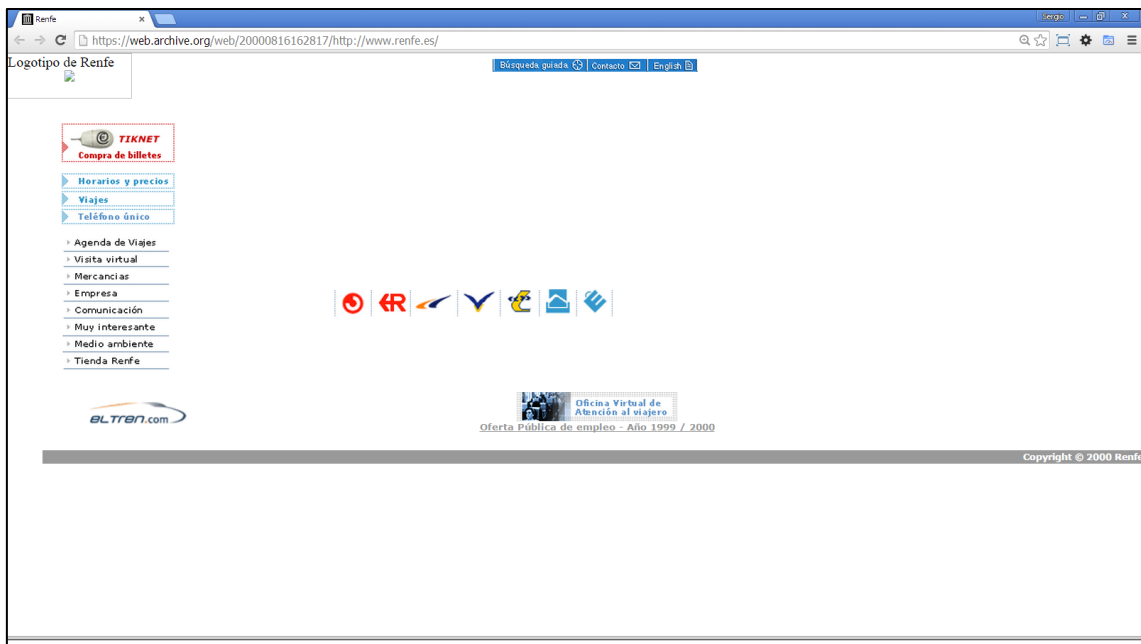 Renfe
Sergio
https://web.archive.org/web/20000816162817/http://www.renfe.es/
Logotipo de Renfe
Búsqueda guiada Contacto English
TIKNET
Compra de billetes
Horarios y precios
Viajes
Teléfono único
Agenda de Viajes
Visita virtual
Mercancias
Empresa
Comunicación
Muy interesante
Medio ambiente
Tienda Renfe
R
eLTren.com
Oficina Virtual de
Atención al viajero
Oferta Pública de empleo - Año 1999 / 2000
Copyright © 2000 Renfe